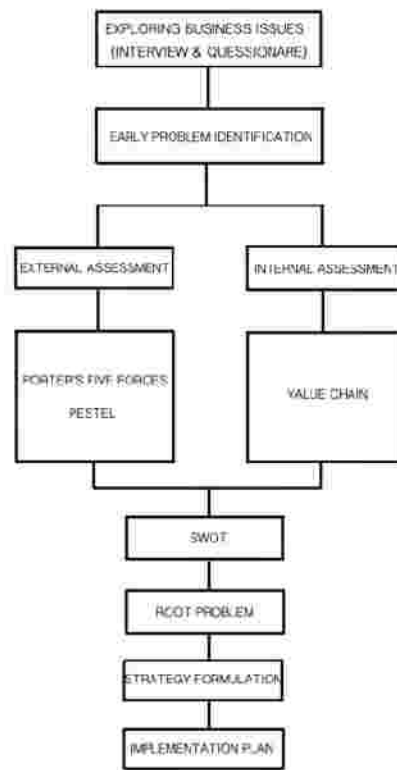 EXPLORING BUSINESS ISSUES
(INTERVIEW & QUESSIONARE)
EARLY PROBLEM IDENTIFICATION
EXTERNAL ASSESSMENT
INTERNAL ASSESSMENT
PORTER'S FIVE FORCES
PESTEL
VALUE CHAIN
SWOT
ROOT PROBLEM
STRATEGY FORMULATION
IMPLEMENTATION PLAN